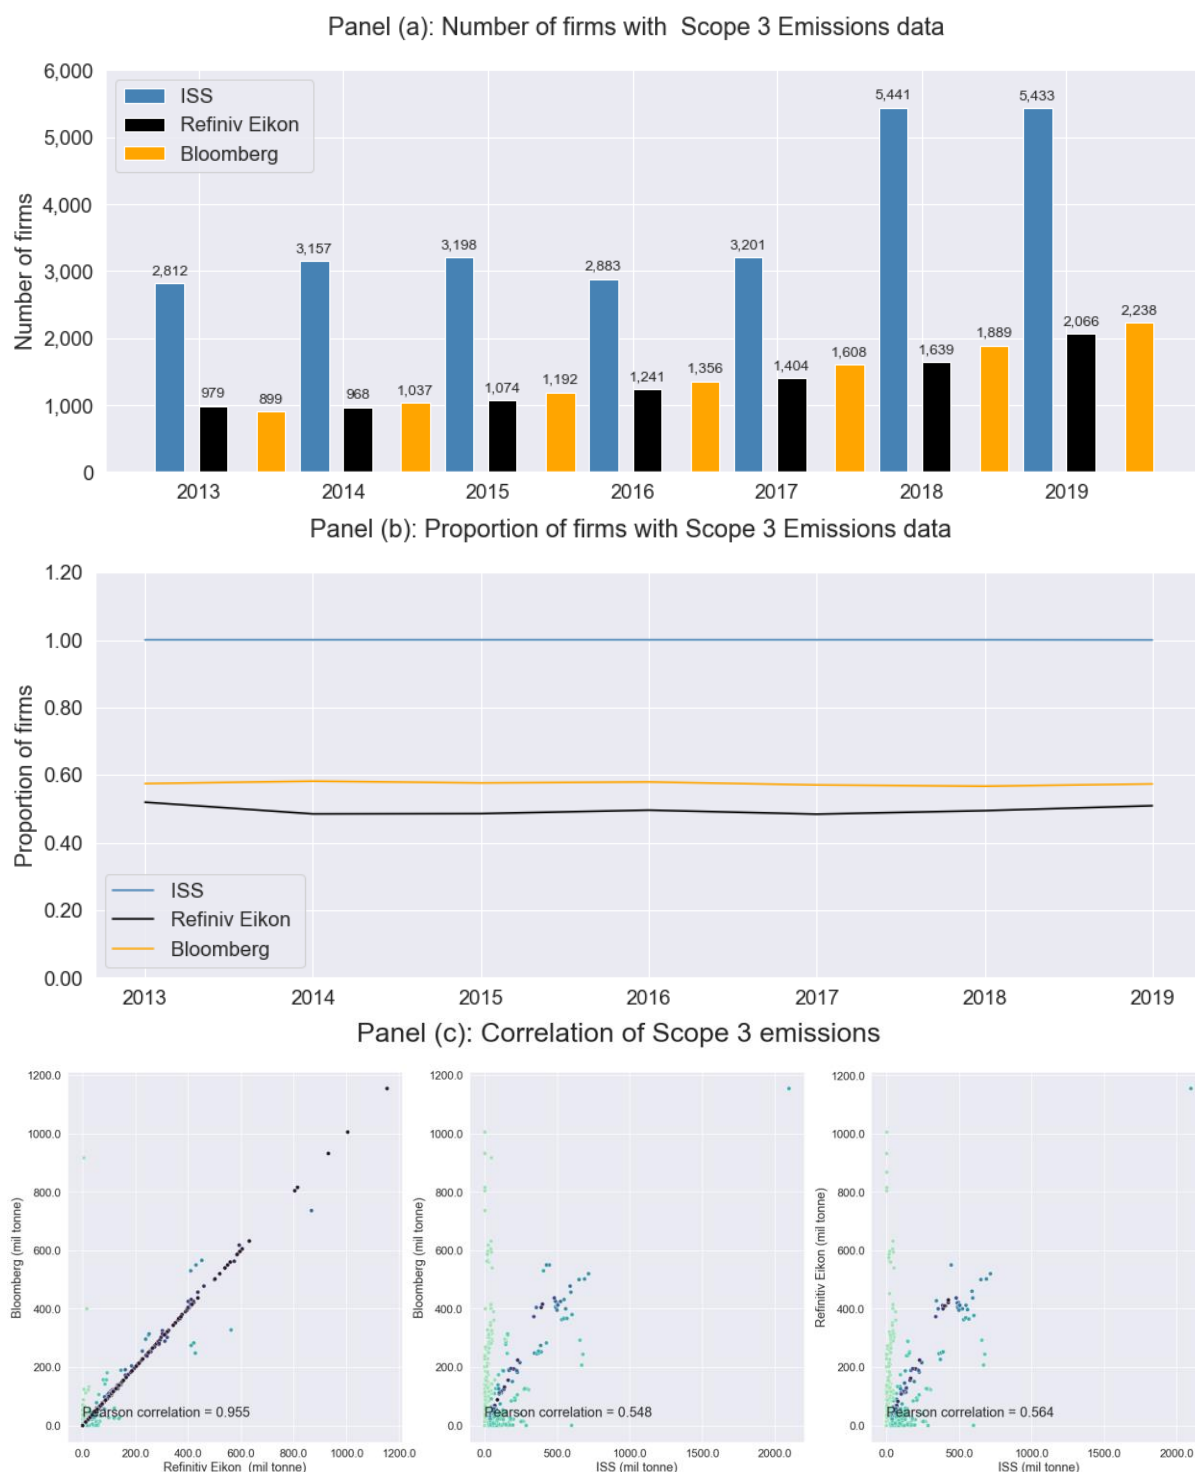 Panel (a): Number of firms with  Scope 3 Emissions data
6,000
5,000
4,000
3,000
2,000
1,000
0
Number of firms
ISS
Refiniv Eikon
Bloomberg
2,812
979
899
3,157
968
1,037
3,198
1,074
1,192
2,883
1,241
1,356
3,201
1,404
1,608
5,441
1,639
1,889
5,433
2,066
2,238
2013 2014 2015 2016 2017 2018 2019
Panel (b): Proportion of firms with Scope 3 Emissions data
1.20
1.00
0.80
0.60
0.40
0.20
0.00
Proportion of firms
ISS
Refiniv Eikon
Bloomberg
2013 2014 2015 2016 2017 2018 2019
Panel (c): Correlation of Scope 3 emissions
1200.0
1000.0
800.0
600.0
400.0
200.0
0.0
Bloomberg (mil tonne)
Pearson correlation = 0.955
0.0 200.0 400.0 600.0 800.0 1000.0 1200.0
Refinitiv Eikon  (mil tonne)
1200.0
1000.0
800.0
600.0
400.0
200.0
0.0
Bloomberg (mil tonne)
Pearson correlation = 0.548
0.0 500.0 1000.0 1500.0 2000.0
ISS (mil tonne)
1200.0
1000.0
800.0
600.0
400.0
200.0
0.0
Refinitiv Eikon (mil tonne)
Pearson correlation = 0.564
0.0 500.0 1000.0 1500.0 2000.0
ISS (mil tonne)